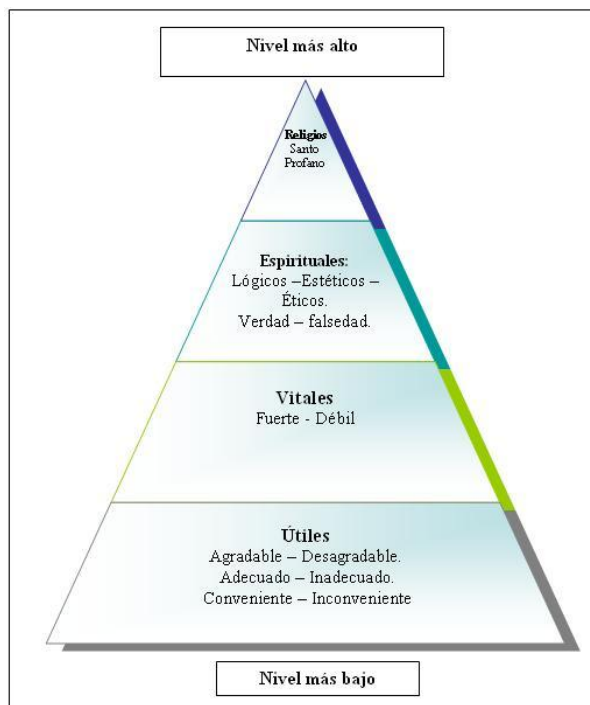 Nivel más alto
Religios
Santo
Profano
Espirituales:
Lógicos –Estéticos –
Éticos.
Verdad – falsedad.
Vitales
Fuerte - Débil
Útiles
Agradable – Desagradable.
Adecuado – Inadecuado.
Conveniente – Inconveniente
Nivel más bajo